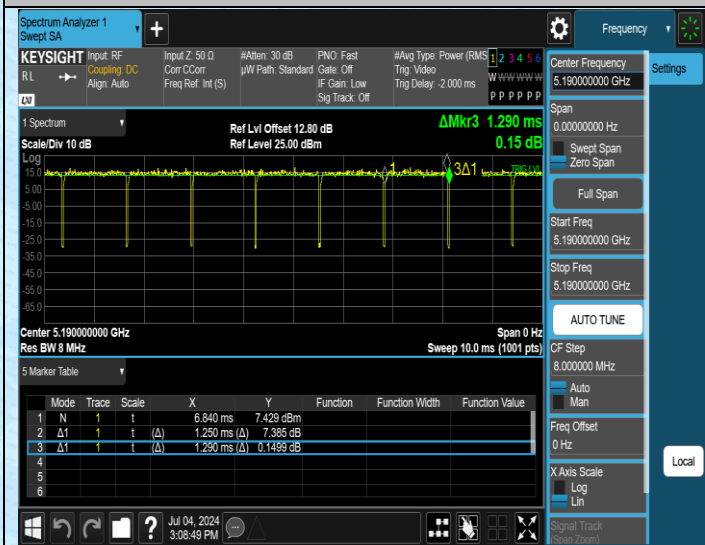 Spectrum Analyzer 1
Swept SA
Frequency
KEYSIGHT Input: RF
Coupling: DC
Align: Auto
RL
LXI
Input Z: 50 Ω
Corr CCorr
Freq Ref: Int (S)
#Atten: 30 dB
µW Path: Standard
PNO: Fast
Gate: Off
IF Gain: Low
Sig Track: Off
#Avg Type: Power (RMS
Trig: Video
Trig Delay: -2.000 ms
1 2 3 4 5 6
W W W W W W
P P P P P P
1 Spectrum
Scale/Div 10 dB
Ref Lvl Offset 12.80 dB
Ref Level 25.00 dBm
ΔMkr3 1.290 ms
0.15 dB
Log
15.0
5.00
-5.00
-15.0
-25.0
-35.0
-45.0
-55.0
-65.0
1
3Δ1
TRIG LVL
Center 5.190000000 GHz
Res BW 8 MHz
Span 0 Hz
Sweep 10.0 ms (1001 pts)
5 Marker Table
Mode Trace Scale X Y Function Function Width Function Value
1 N 1 t 6.840 ms 7.429 dBm
2 Δ1 1 t (Δ) 1.250 ms (Δ) 7.385 dB
3 Δ1 1 t (Δ) 1.290 ms (Δ) 0.1499 dB
4
5
6
Center Frequency
5.190000000 GHz
Span
0.00000000 Hz
Swept Span
Zero Span
Full Span
Start Freq
5.190000000 GHz
Stop Freq
5.190000000 GHz
AUTO TUNE
CF Step
8.000000 MHz
Auto
Man
Freq Offset
0 Hz
X Axis Scale
Log
Lin
Signal Track
(Span Zoom)
Settings
Local
?
Jul 04, 2024
3:08:49 PM